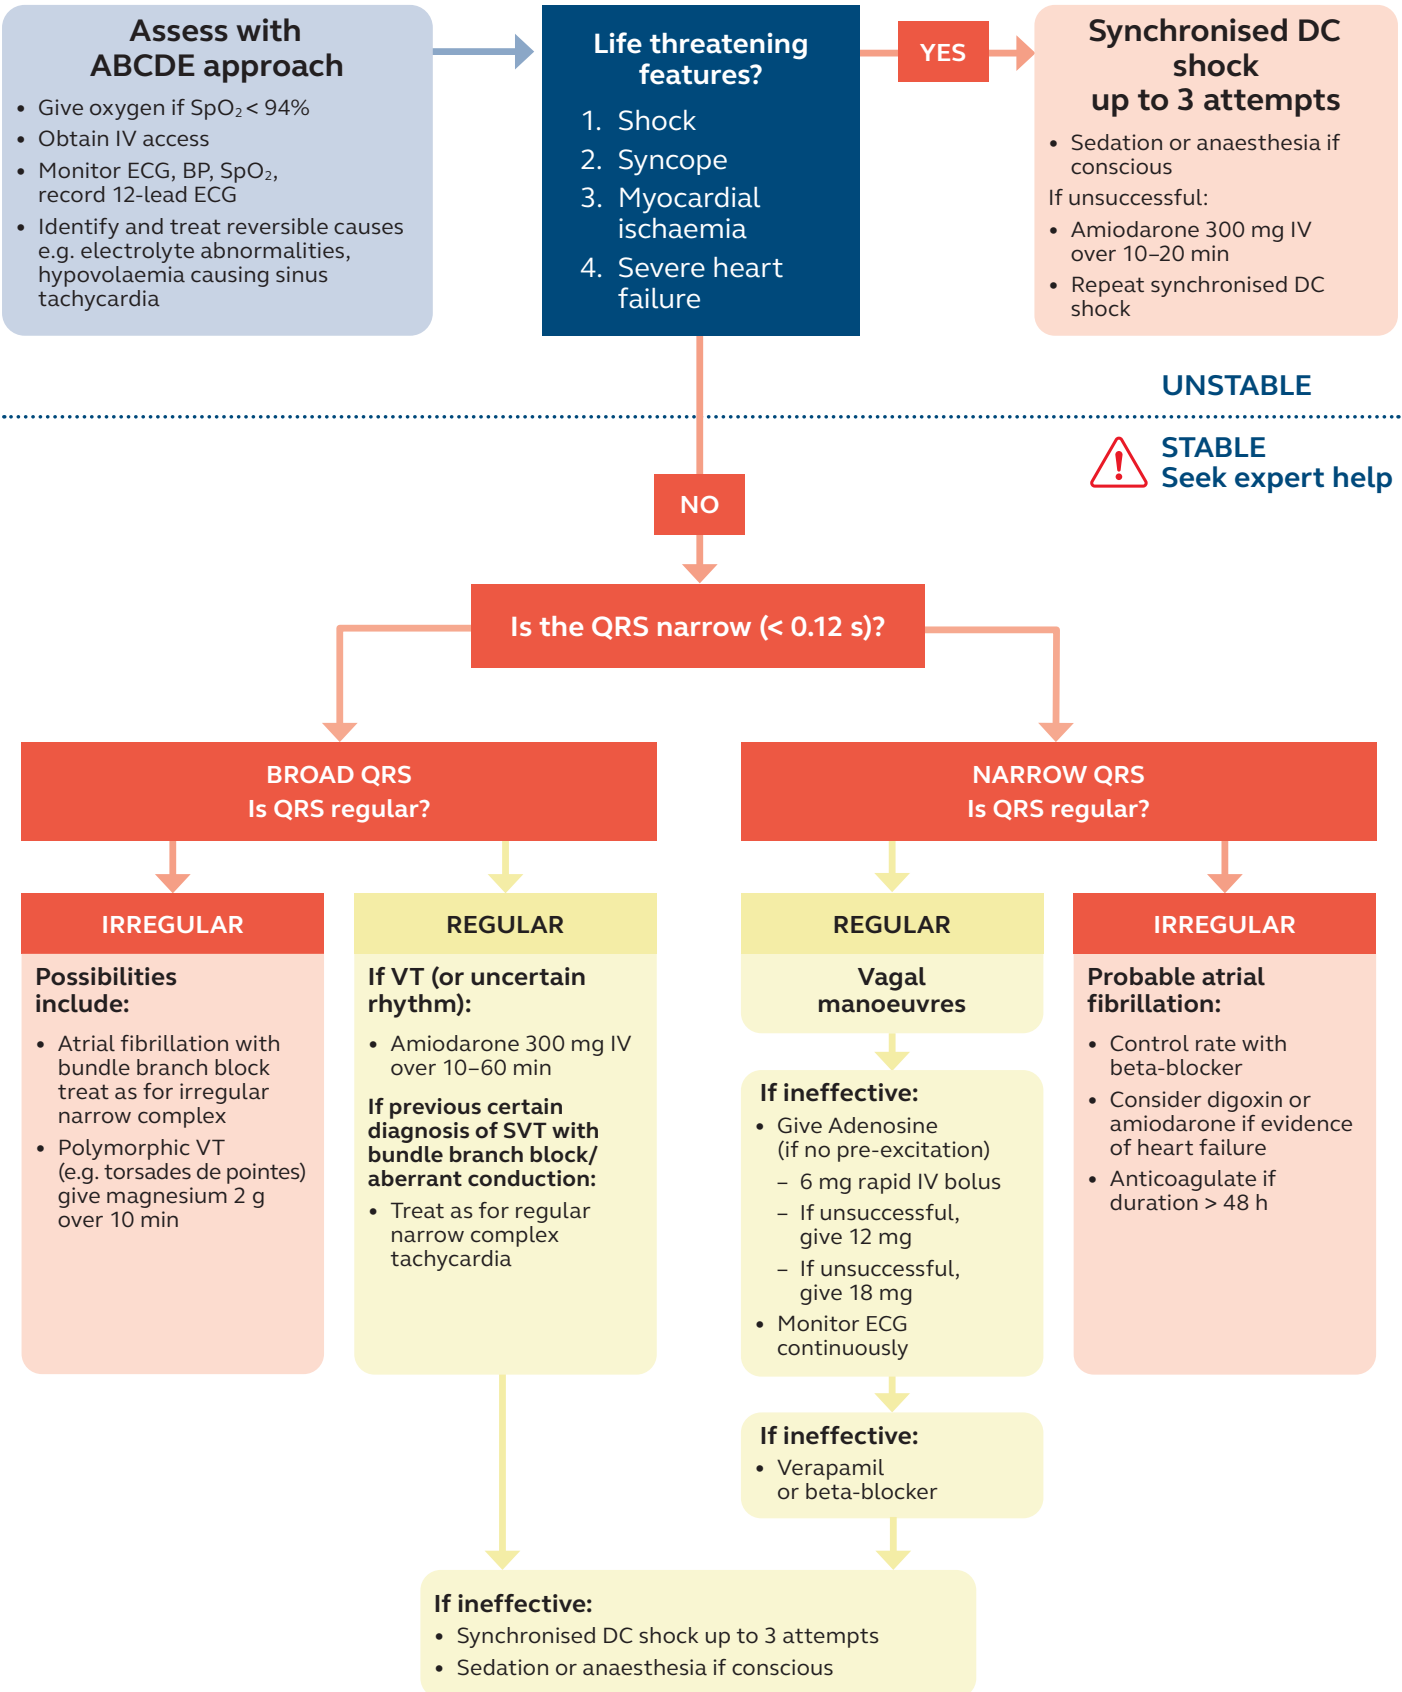 Assess with
ABCDE approach
• Give oxygen if SpO₂ < 94%
• Obtain IV access
• Monitor ECG, BP, SpO₂,
record 12-lead ECG
• Identify and treat reversible causes
e.g. electrolyte abnormalities,
hypovolaemia causing sinus
tachycardia
Life threatening
features?
1. Shock
2. Syncope
3. Myocardial
ischaemia
4. Severe heart
failure
YES
Synchronised DC
shock
up to 3 attempts
• Sedation or anaesthesia if
conscious
If unsuccessful:
• Amiodarone 300 mg IV
over 10–20 min
• Repeat synchronised DC
shock
UNSTABLE
STABLE
Seek expert help
NO
Is the QRS narrow (< 0.12 s)?
BROAD QRS
Is QRS regular?
NARROW QRS
Is QRS regular?
IRREGULAR
Possibilities
include:
• Atrial fibrillation with
bundle branch block
treat as for irregular
narrow complex
• Polymorphic VT
(e.g. torsades de pointes)
give magnesium 2 g
over 10 min
REGULAR
If VT (or uncertain
rhythm):
• Amiodarone 300 mg IV
over 10–60 min
If previous certain
diagnosis of SVT with
bundle branch block/
aberrant conduction:
• Treat as for regular
narrow complex
tachycardia
REGULAR
Vagal
manoeuvres
If ineffective:
• Give Adenosine
(if no pre-excitation)
– 6 mg rapid IV bolus
– If unsuccessful,
give 12 mg
– If unsuccessful,
give 18 mg
• Monitor ECG
continuously
If ineffective:
• Verapamil
or beta-blocker
IRREGULAR
Probable atrial
fibrillation:
• Control rate with
beta-blocker
• Consider digoxin or
amiodarone if evidence
of heart failure
• Anticoagulate if
duration > 48 h
If ineffective:
• Synchronised DC shock up to 3 attempts
• Sedation or anaesthesia if conscious